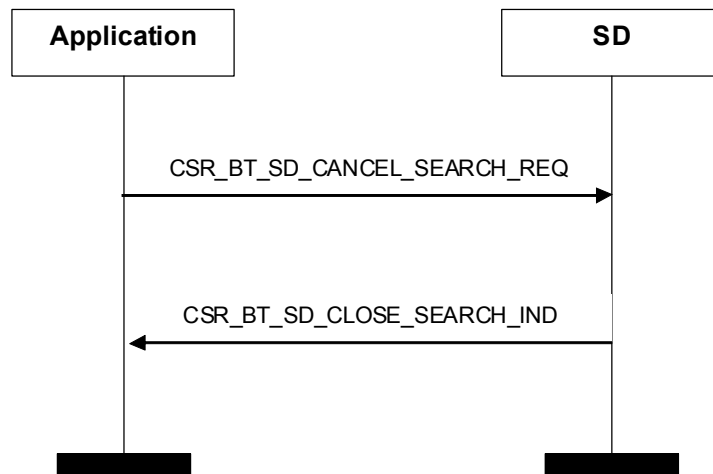 Application
SD
CSR_BT_SD_CANCEL_SEARCH_REQ
CSR_BT_SD_CLOSE_SEARCH_IND